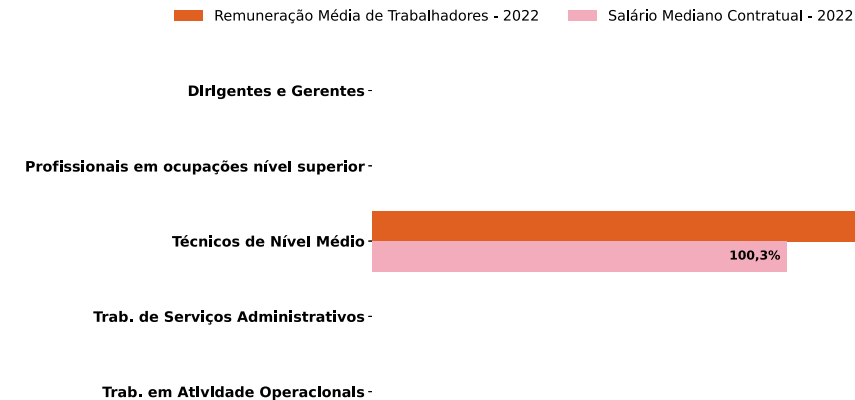 Remuneração Média de Trabalhadores - 2022 Salário Mediano Contratual - 2022
Dirigentes e Gerentes
Profissionais em ocupações nível superior
Técnicos de Nível Médio
100,3%
Trab. de Serviços Administrativos
Trab. em Atividade Operacionais